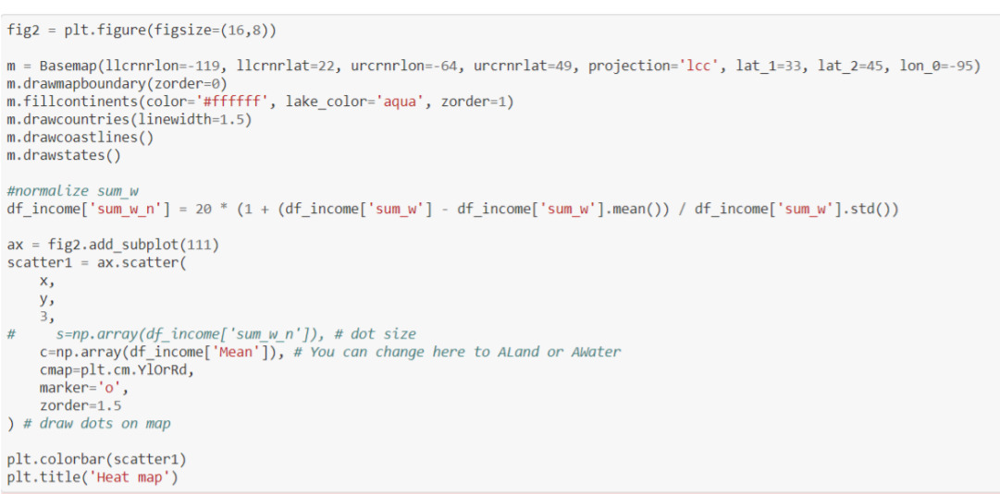 fig2 = plt.figure(figsize=(16,8))
m = Basemap(llcrnrlon=-119, llcrnrlat=22, urcrnrlon=-64, urcrnrlat=49, projection='lcc', lat_1=33, lat_2=45, lon_0=-95)
m.drawmapboundary(zorder=0)
m.fillcontinents(color='#ffffff', lake_color='aqua', zorder=1)
m.drawcountries(linewidth=1.5)
m.drawcoastlines()
m.drawstates()
#normalize sum_w
df_income['sum_w_n'] = 20 * (1 + (df_income['sum_w'] - df_income['sum_w'].mean()) / df_income['sum_w'].std())
ax = fig2.add_subplot(111)
scatter1 = ax.scatter(
    x,
    y,
    3,
#     s=np.array(df_income['sum_w_n']), # dot size
    c=np.array(df_income['Mean']), # You can change here to ALand or AWater
    cmap=plt.cm.YlOrRd,
    marker='o',
    zorder=1.5
) # draw dots on map
plt.colorbar(scatter1)
plt.title('Heat map')